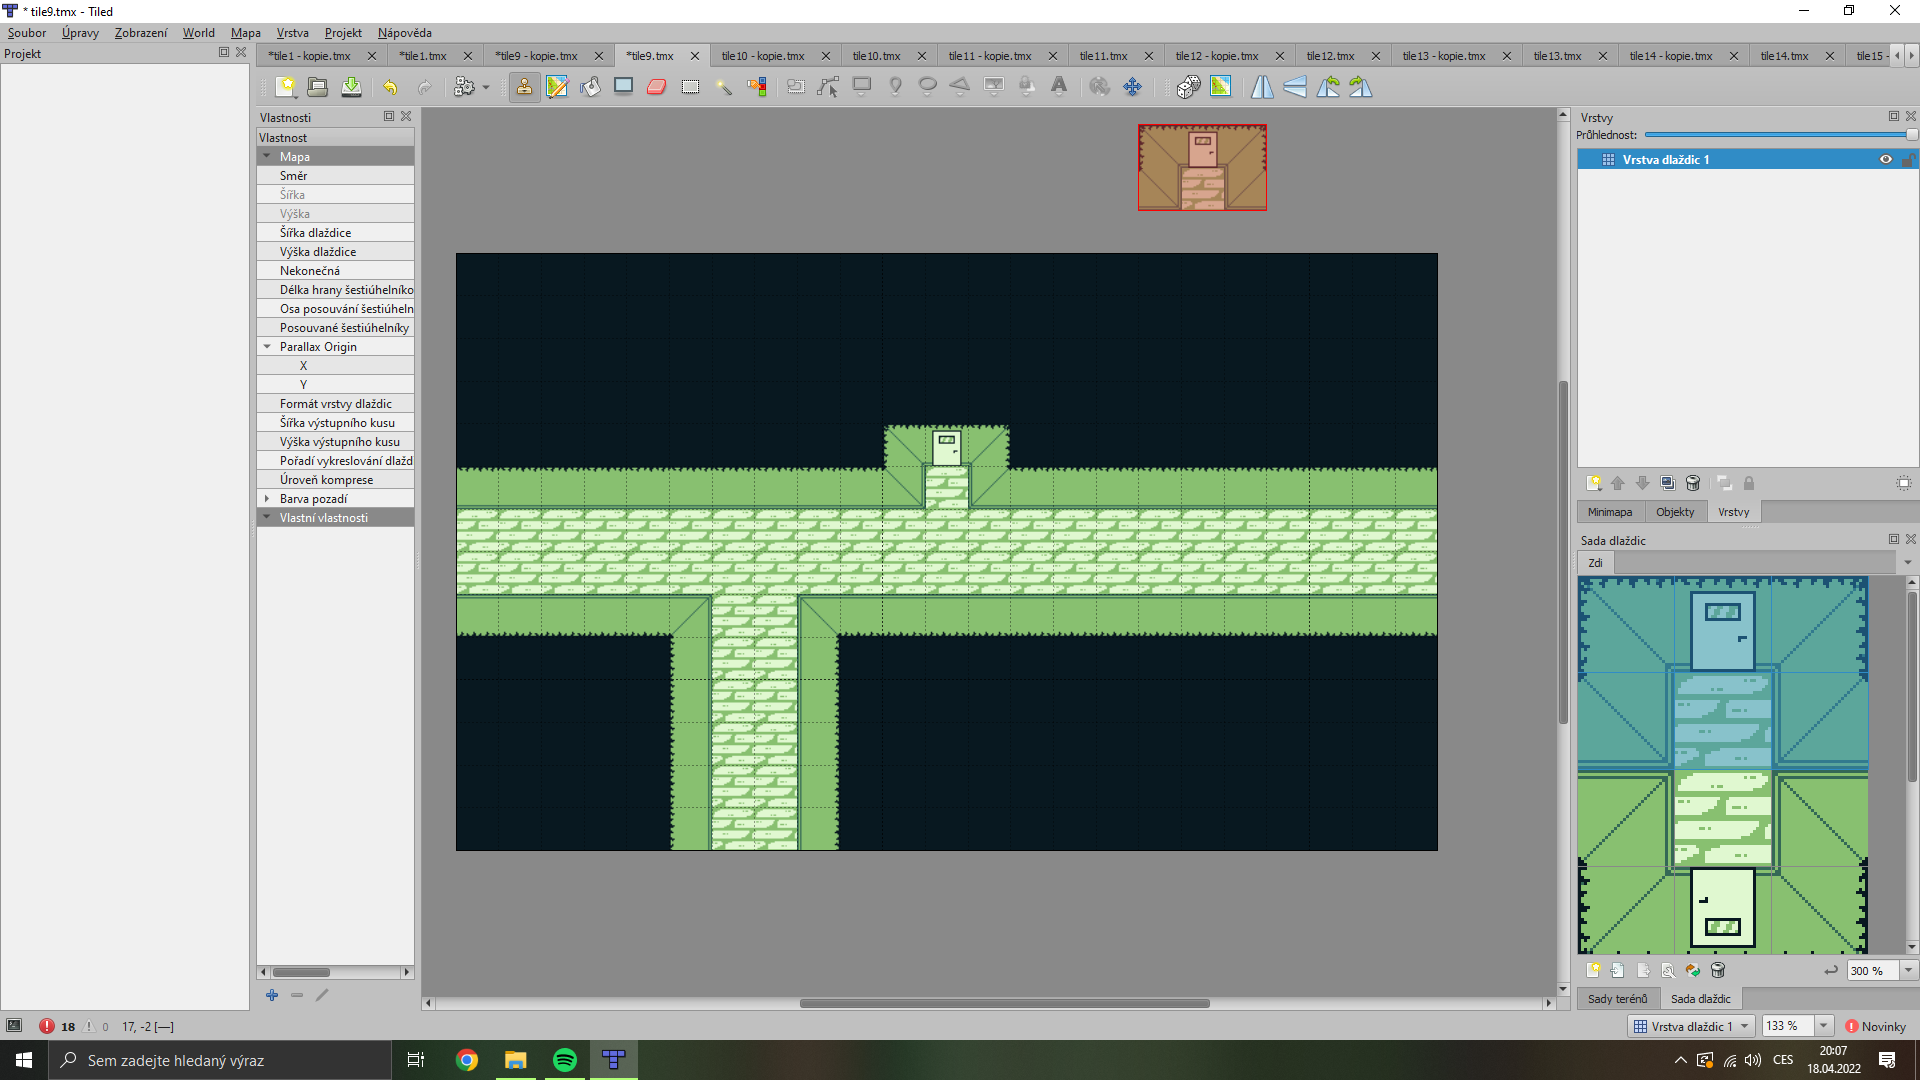 * tile9.tmx - Tiled
Soubor Úpravy Zobrazení World Mapa Vrstva Projekt Nápověda
Projekt
*tile1 - kopie.tmx *tile1.tmx *tile9 - kopie.tmx *tile9.tmx tile10 - kopie.tmx tile10.tmx tile11 - kopie.tmx tile11.tmx tile12 - kopie.tmx tile12.tmx tile13 - kopie.tmx tile13.tmx tile14 - kopie.tmx tile14.tmx tile15 -
Vlastnosti
Vlastnost
Mapa
Směr
Šířka
Výška
Šířka dlaždice
Výška dlaždice
Nekonečná
Délka hrany šestiúhelníko
Osa posouvání šestiúheln
Posouvané šestiúhelníky
Parallax Origin
X
Y
Formát vrstvy dlaždic
Šířka výstupního kusu
Výška výstupního kusu
Pořadí vykreslování dlažd
Úroveň komprese
Barva pozadí
Vlastní vlastnosti
Vrstvy
Průhlednost:
Vrstva dlaždic 1
Minimapa Objekty Vrstvy
Sada dlaždic
Zdi
300 %
Sady terénů Sada dlaždic
18 0 17, -2 [—]
Vrstva dlaždic 1 133 % Novinky
Sem zadejte hledaný výraz
CES
20:07
18.04.2022